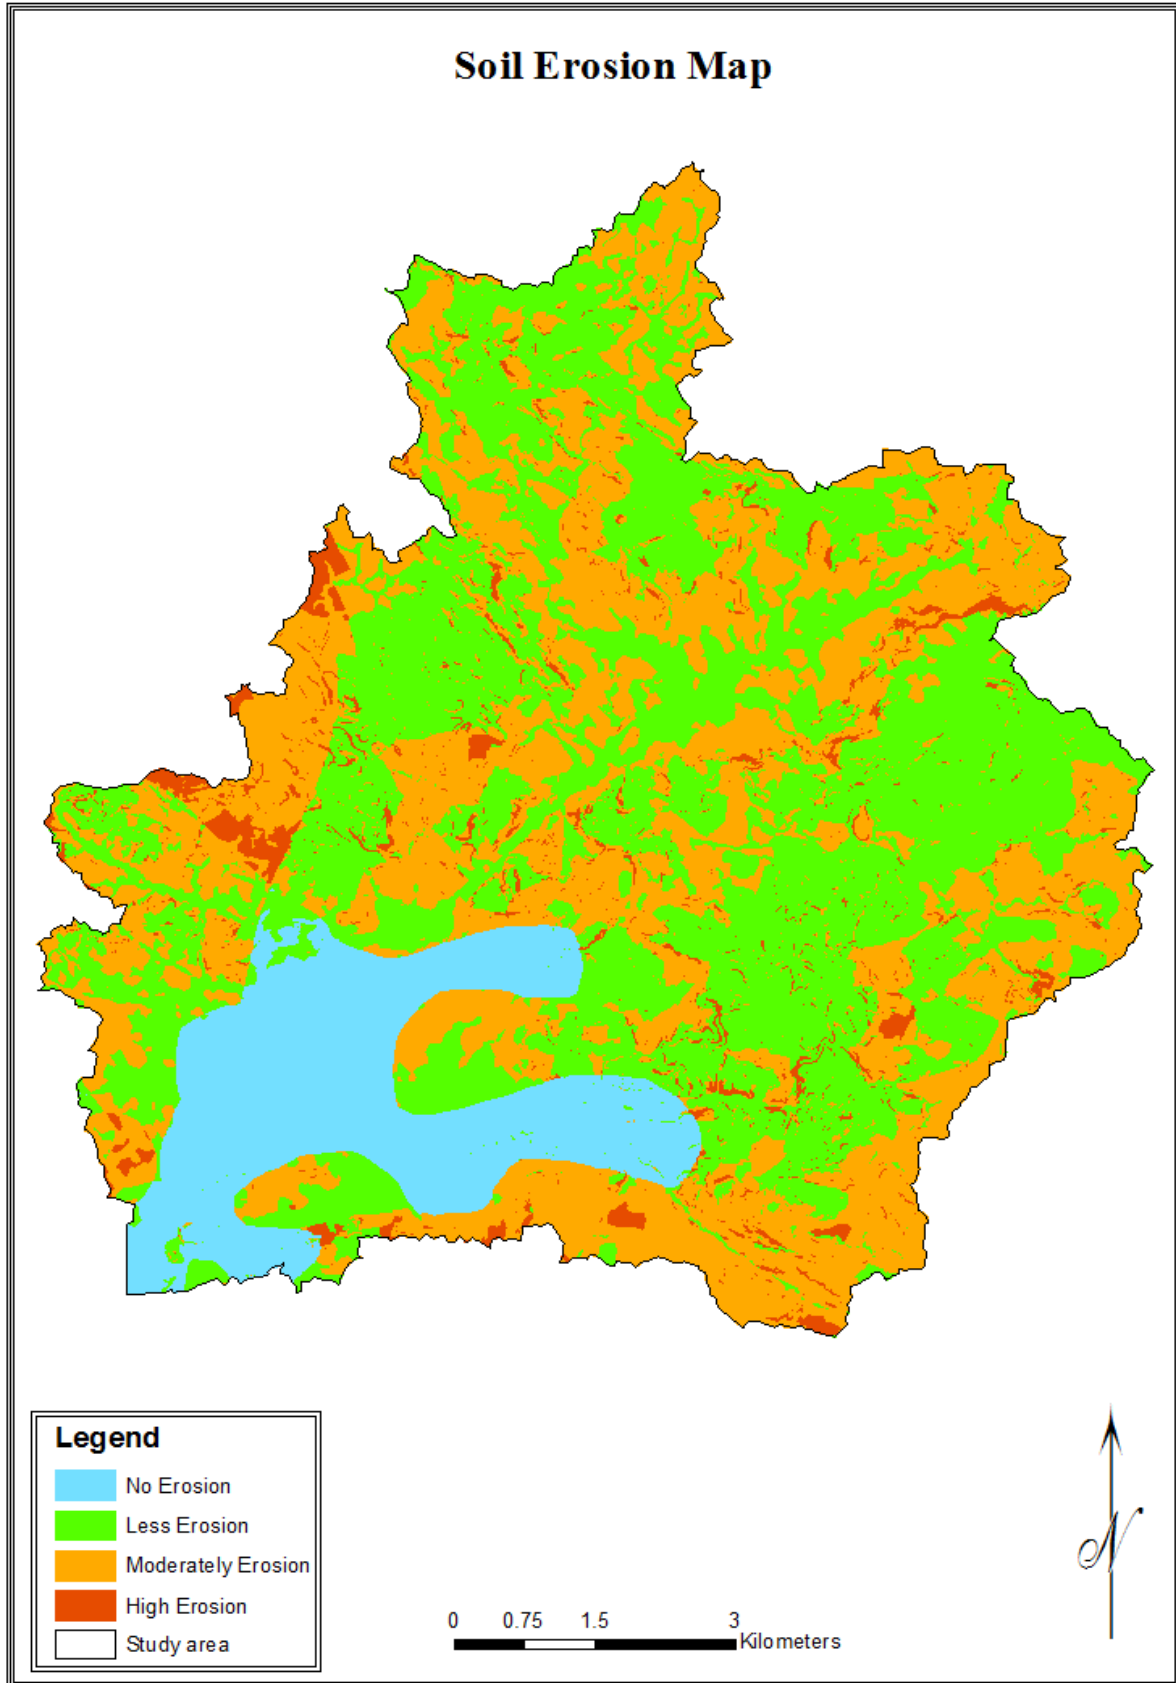 Soil Erosion Map
Legend
No Erosion
Less Erosion
Moderately Erosion
High Erosion
Study area
0 0.75 1.5 3
Kilometers
N